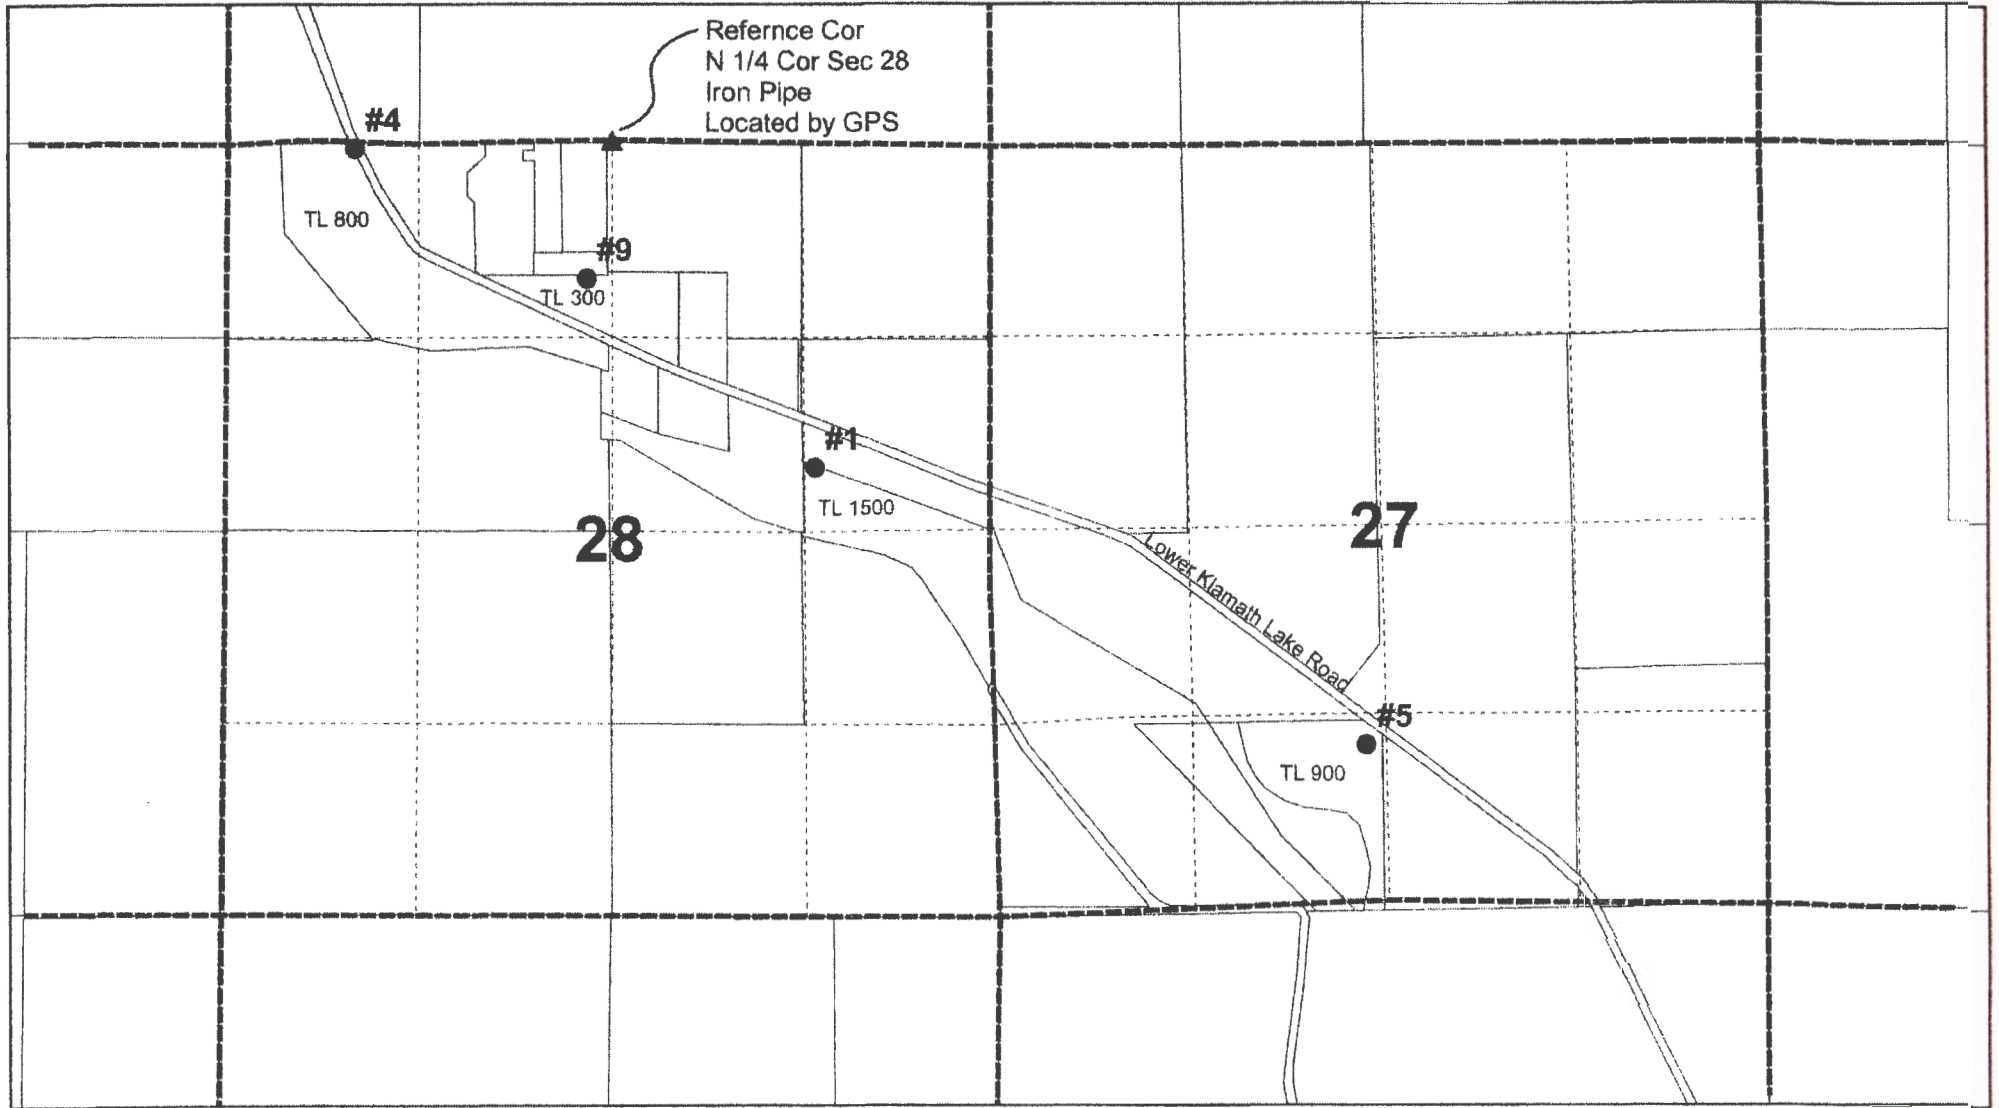 Refernce Cor
N 1/4 Cor Sec 28
Iron Pipe
Located by GPS
#4
TL 800
#9
TL 300
#1
TL 1500
28
27
Lower Klamath Lake Road
#5
TL 900